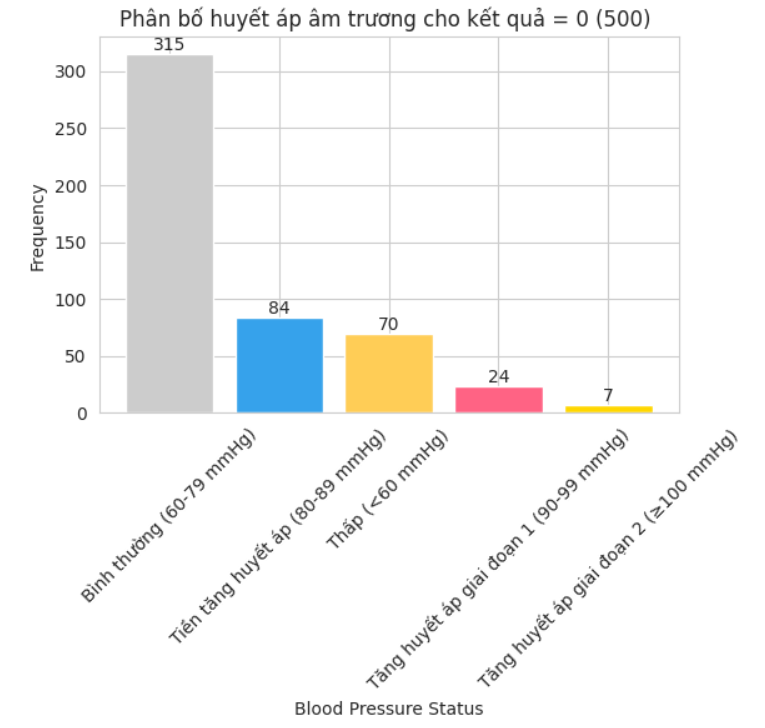 Phân bố huyết áp âm trương cho kết quả = 0 (500)
315
300
250
200
150
100
50
0
Frequency
84
70
24
7
Bình thường (60-79 mmHg)
Tiền tăng huyết áp (80-89 mmHg)
Thấp (<60 mmHg)
Tăng huyết áp giai đoạn 1 (90-99 mmHg)
Tăng huyết áp giai đoạn 2 (≥100 mmHg)
Blood Pressure Status